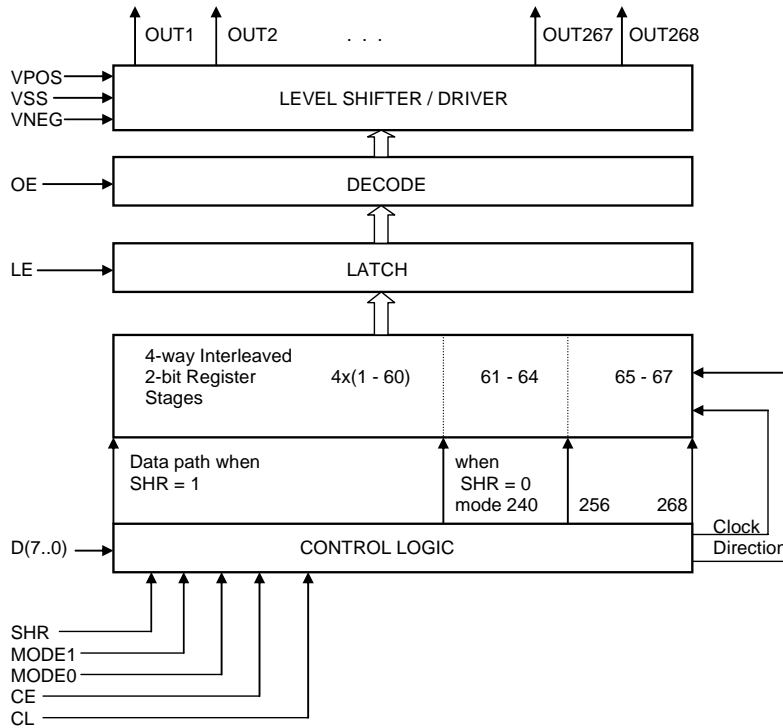 OUT1 OUT2 . . . OUT267 OUT268
VPOS
VSS
VNEG
LEVEL SHIFTER / DRIVER
OE
DECODE
LE
LATCH
4-way Interleaved
2-bit Register
Stages
4x(1 - 60)
61 - 64
65 - 67
Data path when
SHR = 1
when
SHR = 0
mode 240
256
268
Clock
Direction
D(7..0)
CONTROL LOGIC
SHR
MODE1
MODE0
CE
CL